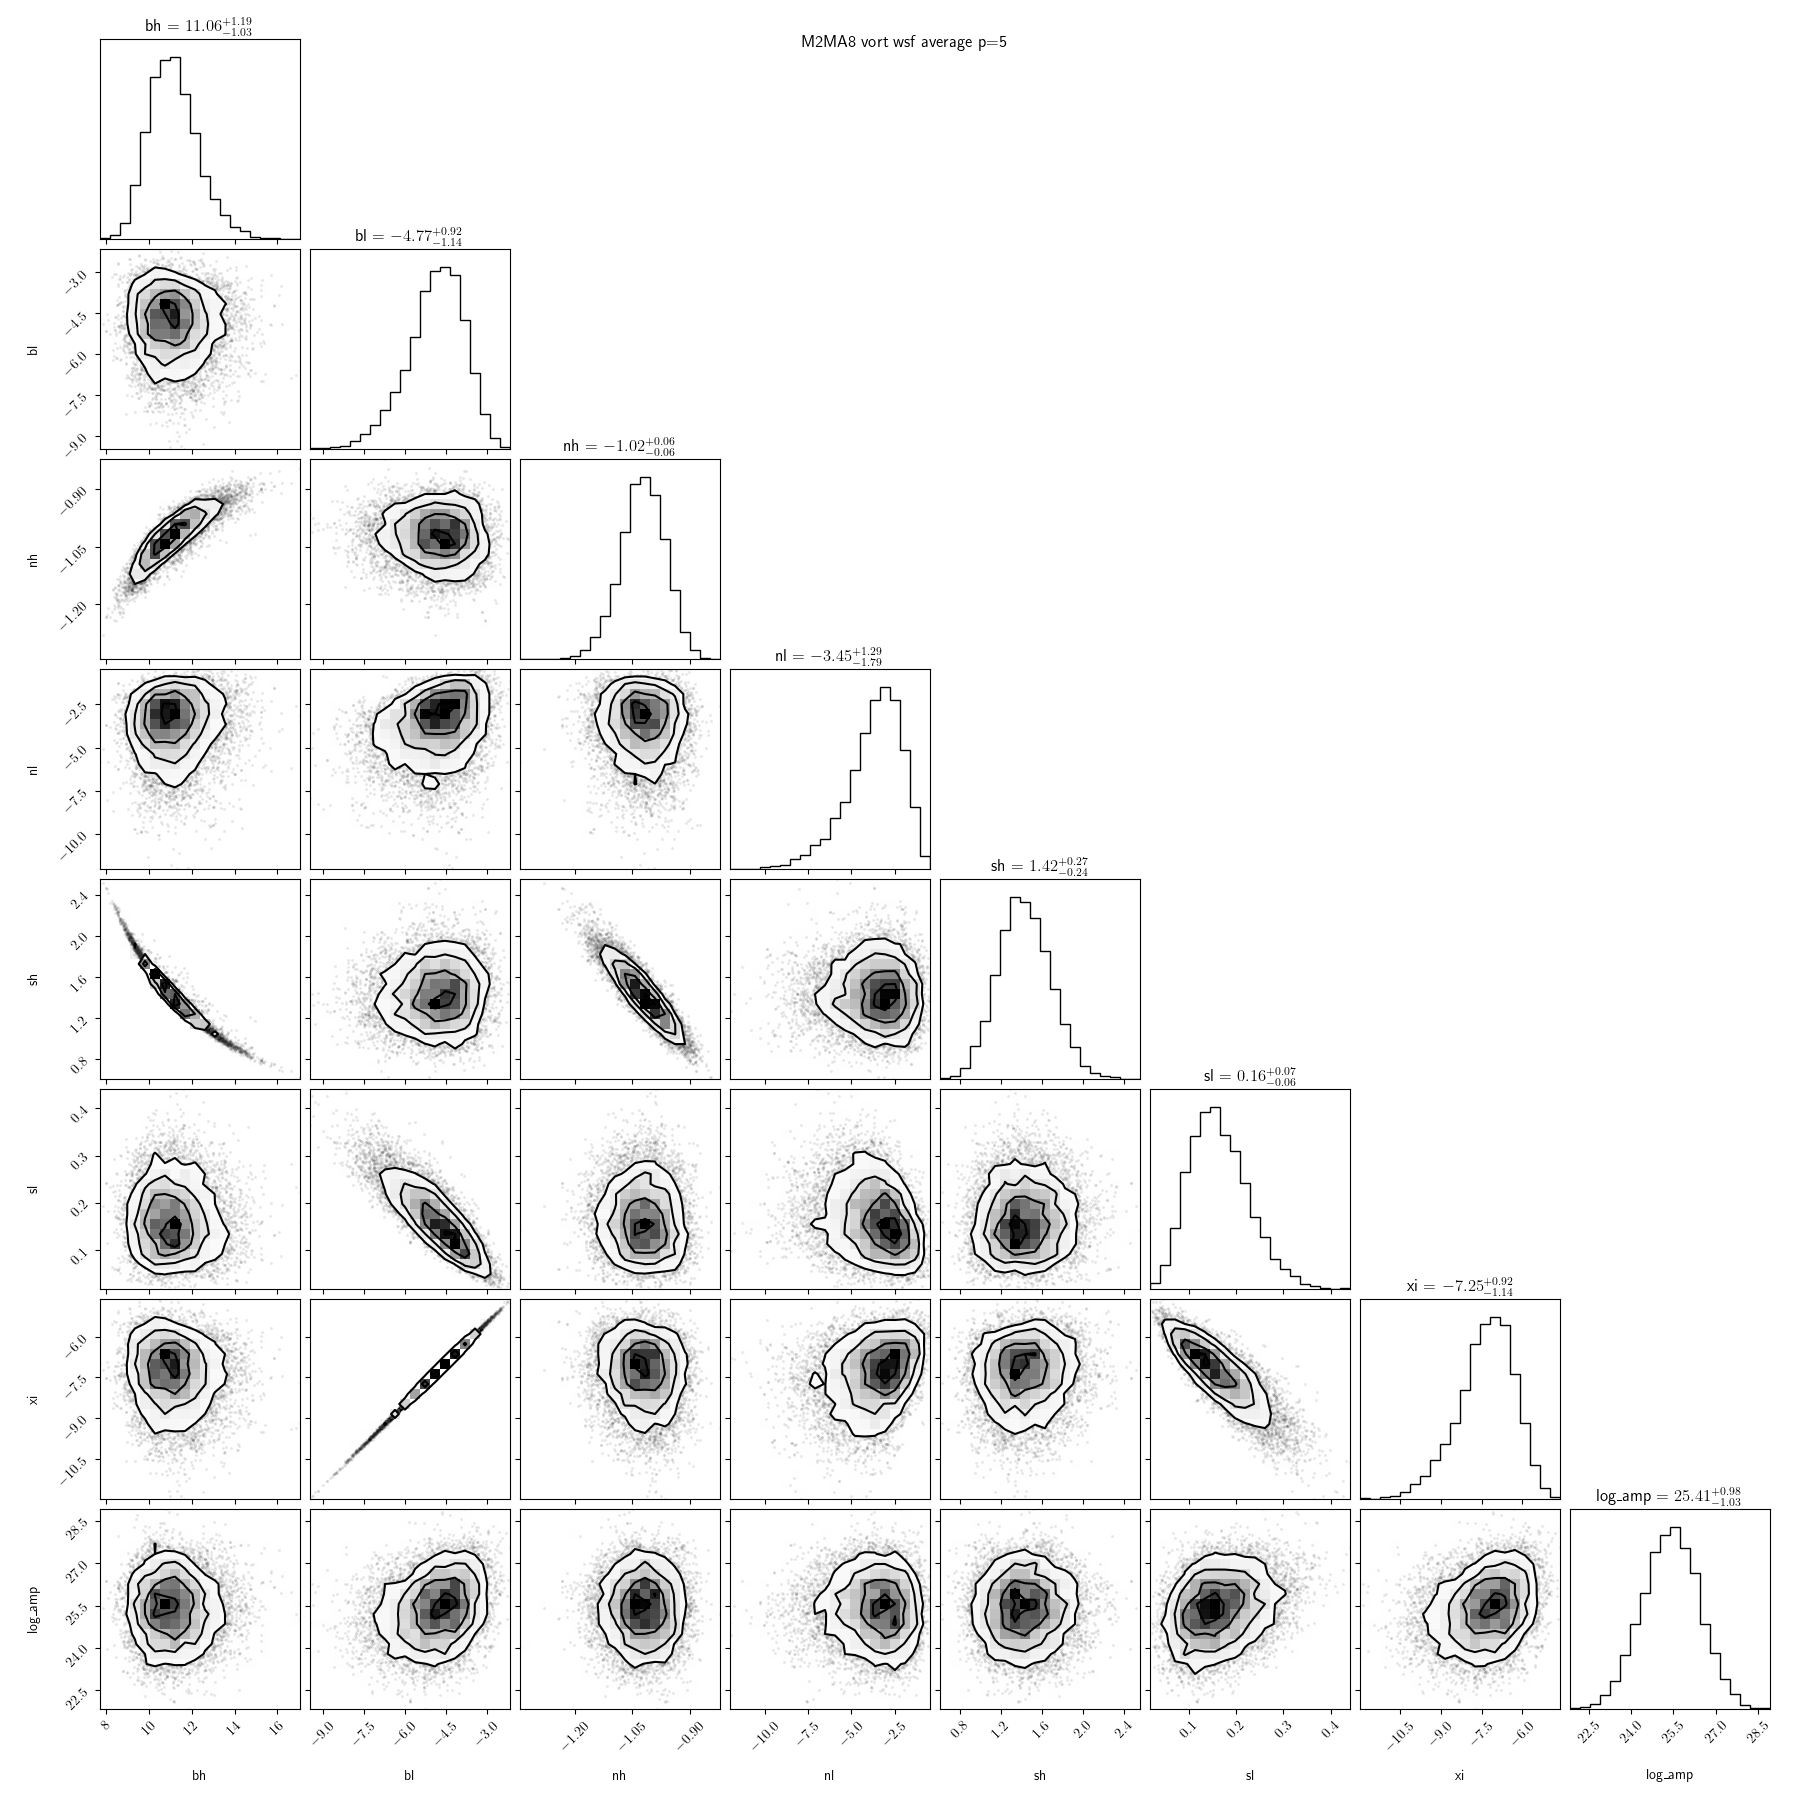 M2MA8 vort wsf average p=5
bh = 11.06^{+1.19}_{-1.03}
bl = −4.77^{+0.92}_{-1.14}
bl
−3.0
−4.5
−6.0
−7.5
−9.0
nh = −1.02^{+0.06}_{-0.06}
nh
−0.90
−1.05
−1.20
nl = −3.45^{+1.29}_{-1.79}
nl
−2.5
−5.0
−7.5
−10.0
sh = 1.42^{+0.27}_{-0.24}
sh
2.4
2.0
1.6
1.2
0.8
sl = 0.16^{+0.07}_{-0.06}
sl
0.4
0.3
0.2
0.1
xi = −7.25^{+0.92}_{-1.14}
xi
−6.0
−7.5
−9.0
−10.5
log_amp = 25.41^{+0.98}_{-1.03}
log_amp
28.5
27.0
25.5
24.0
22.5
8 10 12 14 16
−9.0 −7.5 −6.0 −4.5 −3.0
−1.20 −1.05 −0.90
−10.0 −7.5 −5.0 −2.5
0.8 1.2 1.6 2.0 2.4
0.1 0.2 0.3 0.4
−10.5 −9.0 −7.5 −6.0
22.5 24.0 25.5 27.0 28.5
bh bl nh nl sh sl xi log_amp